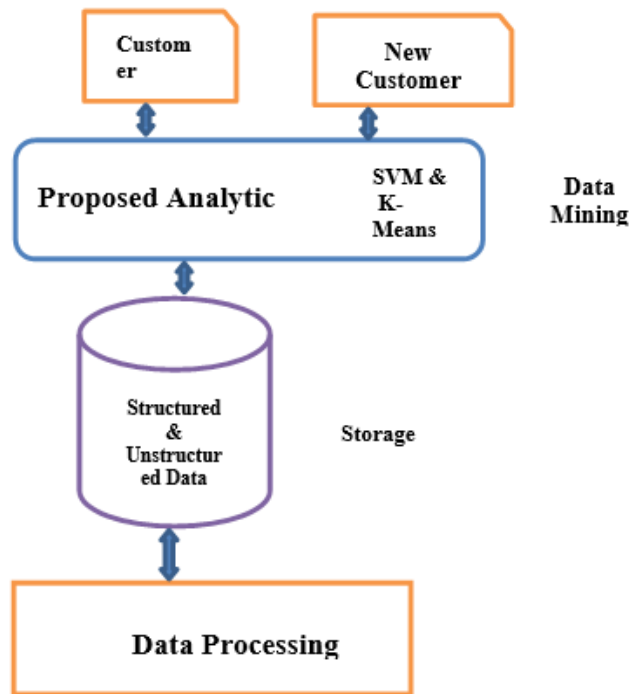 Custom
er
New
Customer
Proposed Analytic
SVM &
K-
Means
Data
Mining
Structured
&
Unstructur
ed Data
Storage
Data Processing